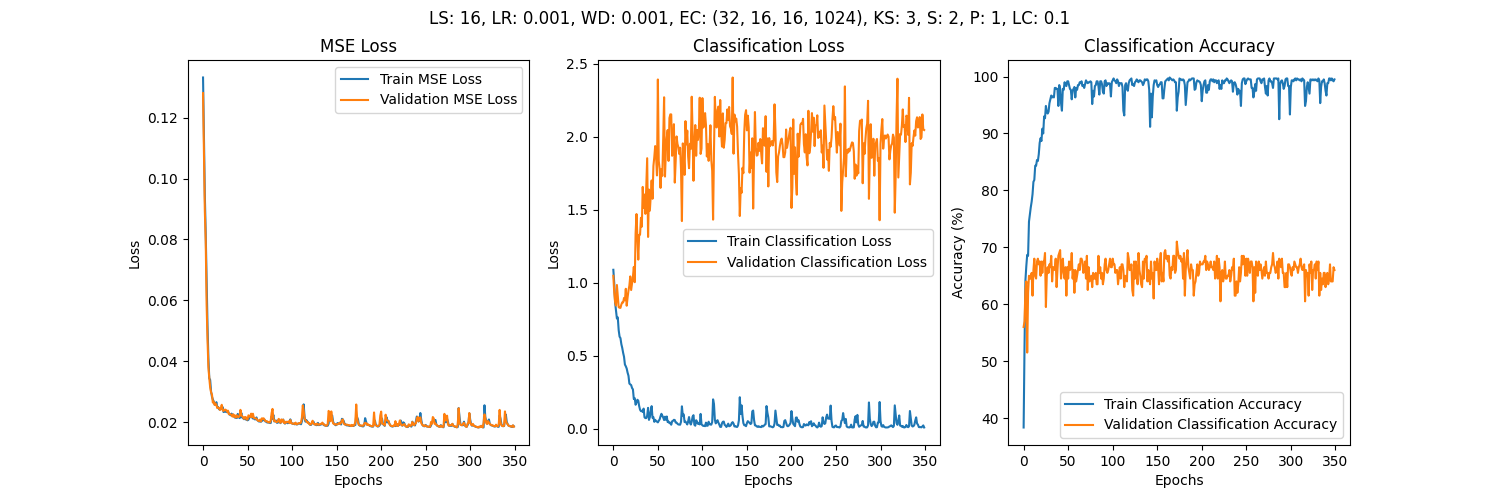 LS: 16, LR: 0.001, WD: 0.001, EC: (32, 16, 16, 1024), KS: 3, S: 2, P: 1, LC: 0.1
MSE Loss
Train MSE Loss
Validation MSE Loss
Loss
0.12
0.10
0.08
0.06
0.04
0.02
0 50 100 150 200 250 300 350
Epochs
Classification Loss
Train Classification Loss
Validation Classification Loss
Loss
2.5
2.0
1.5
1.0
0.5
0.0
0 50 100 150 200 250 300 350
Epochs
Classification Accuracy
Train Classification Accuracy
Validation Classification Accuracy
Accuracy (%)
100
90
80
70
60
50
40
0 50 100 150 200 250 300 350
Epochs